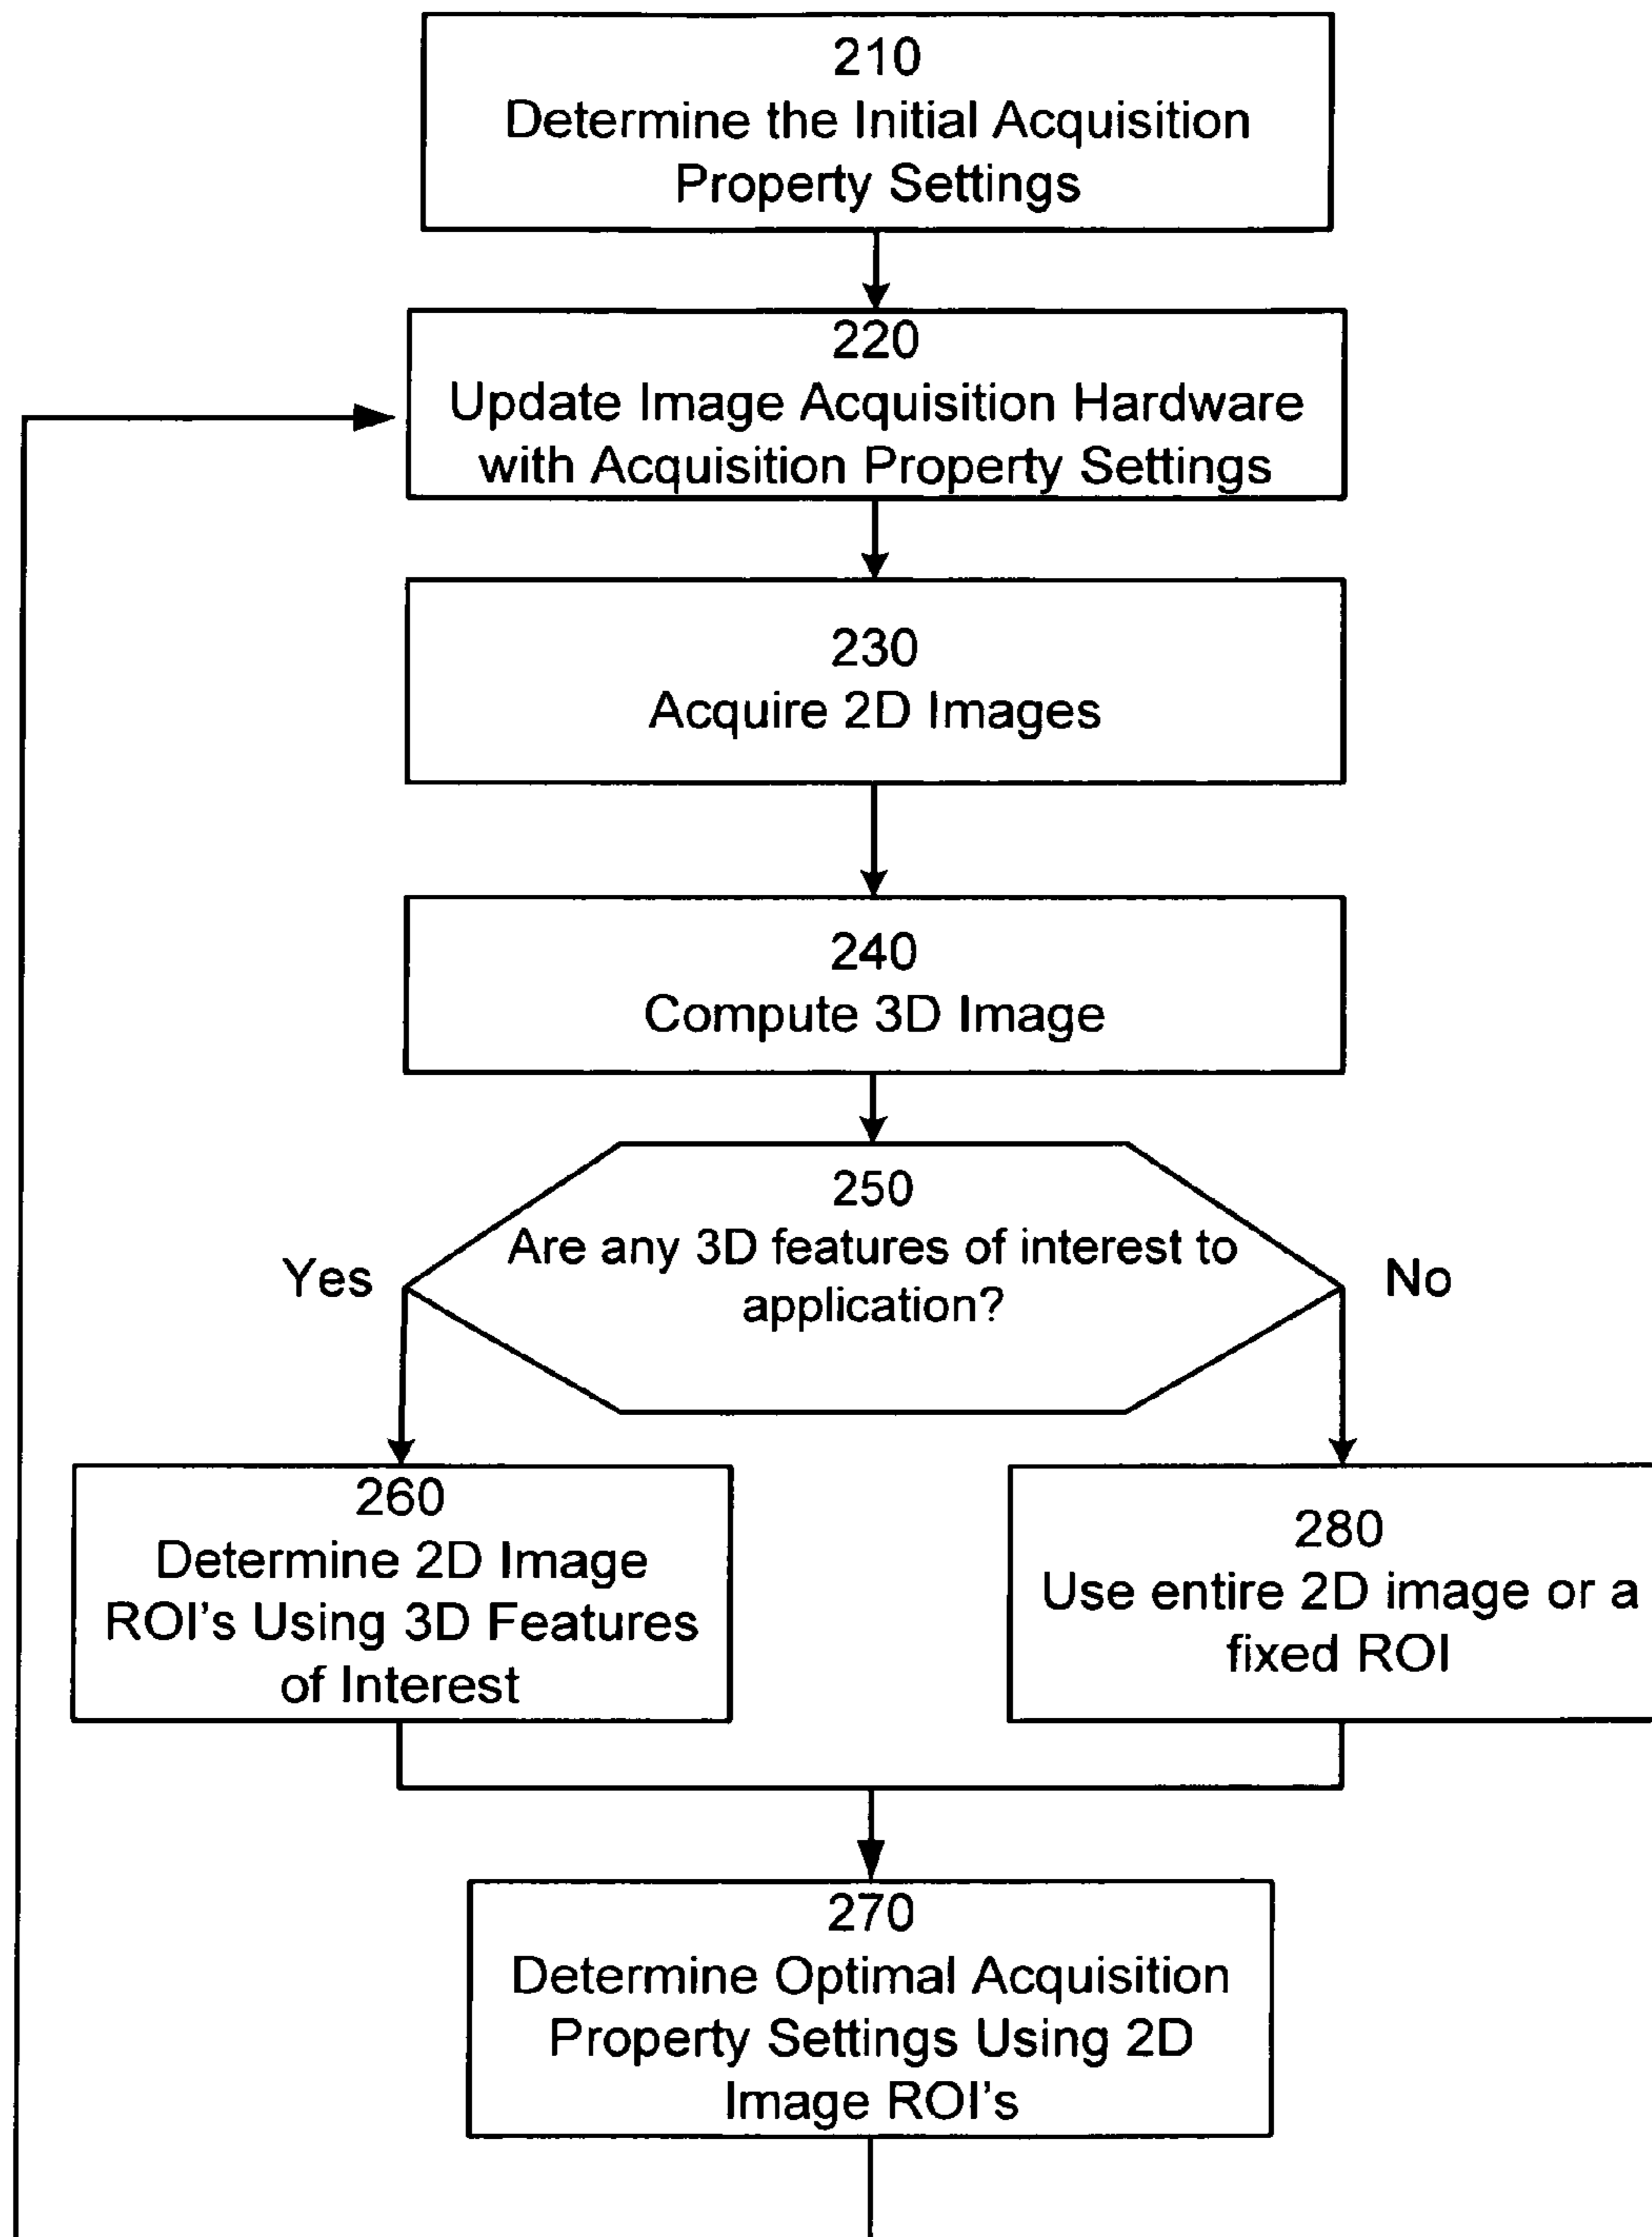 210
Determine the Initial Acquisition
Property Settings
220
Update Image Acquisition Hardware
with Acquisition Property Settings
230
Acquire 2D Images
240
Compute 3D Image
250
Are any 3D features of interest to
application?
Yes
No
260
Determine 2D Image
ROI's Using 3D Features
of Interest
280
Use entire 2D image or a
fixed ROI
270
Determine Optimal Acquisition
Property Settings Using 2D
Image ROI's